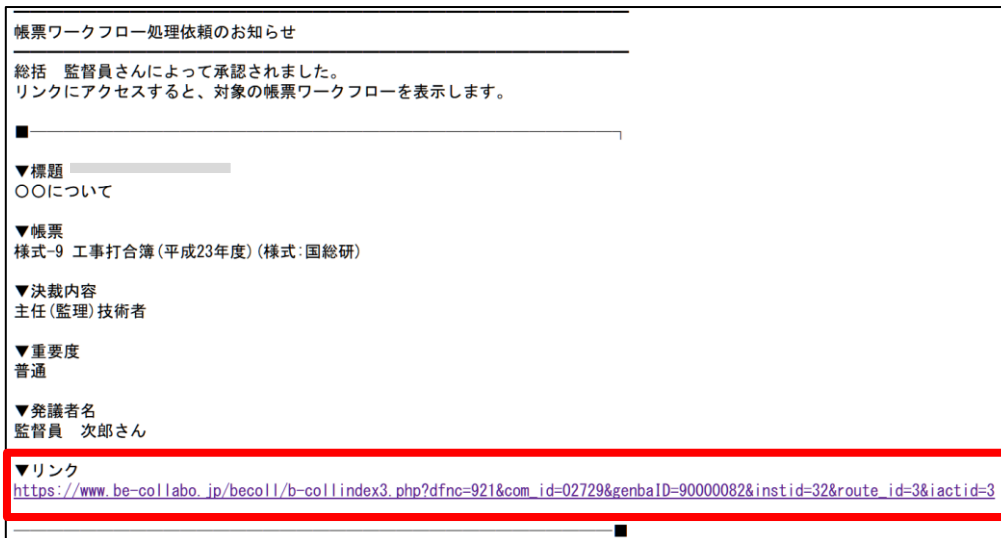 帳票ワークフロー処理依頼のお知らせ
総括　監督員さんによって承認されました。
リンクにアクセスすると、対象の帳票ワークフローを表示します。
▼標題
〇〇について
▼帳票
様式-9 工事打合簿(平成23年度)(様式:国総研)
▼決裁内容
主任(監理)技術者
▼重要度
普通
▼発議者名
監督員　次郎さん
▼リンク
https://www.be-collabo.jp/becoll/b-collindex3.php?dfnc=921&com_id=02729&genbaID=90000082&instid=32&route_id=3&iactid=3